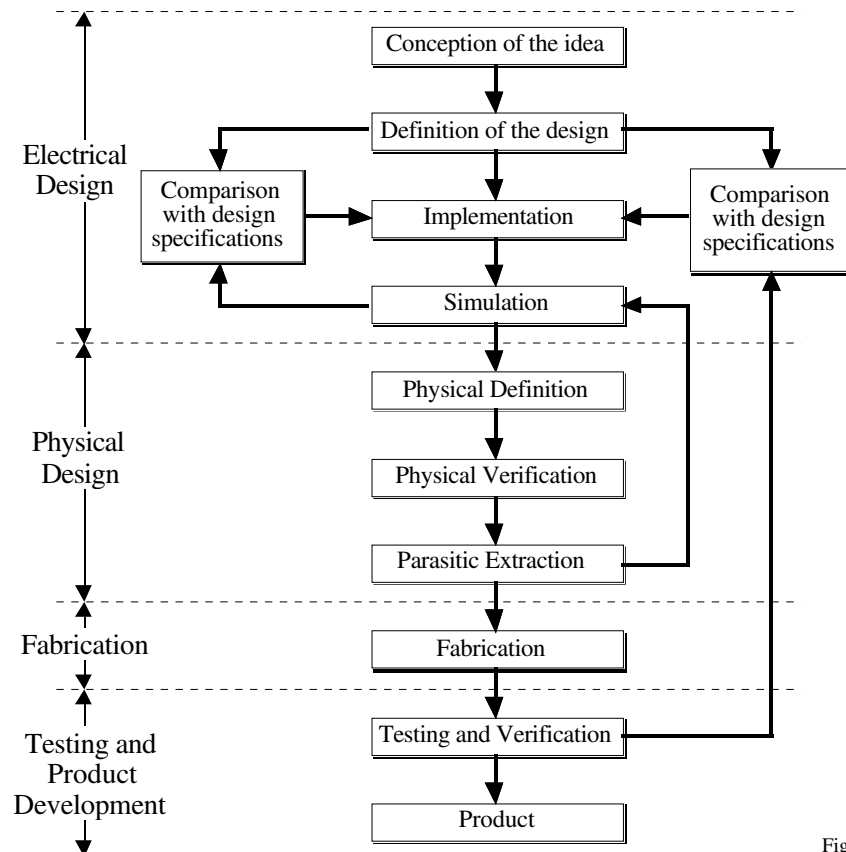 Conception of the idea
Definition of the design
Electrical
Design
Comparison
with design
specifications
Implementation
Comparison
with design
specifications
Simulation
Physical Definition
Physical
Design
Physical Verification
Parasitic Extraction
Fabrication
Fabrication
Testing and
Product
Development
Testing and Verification
Product
Fig